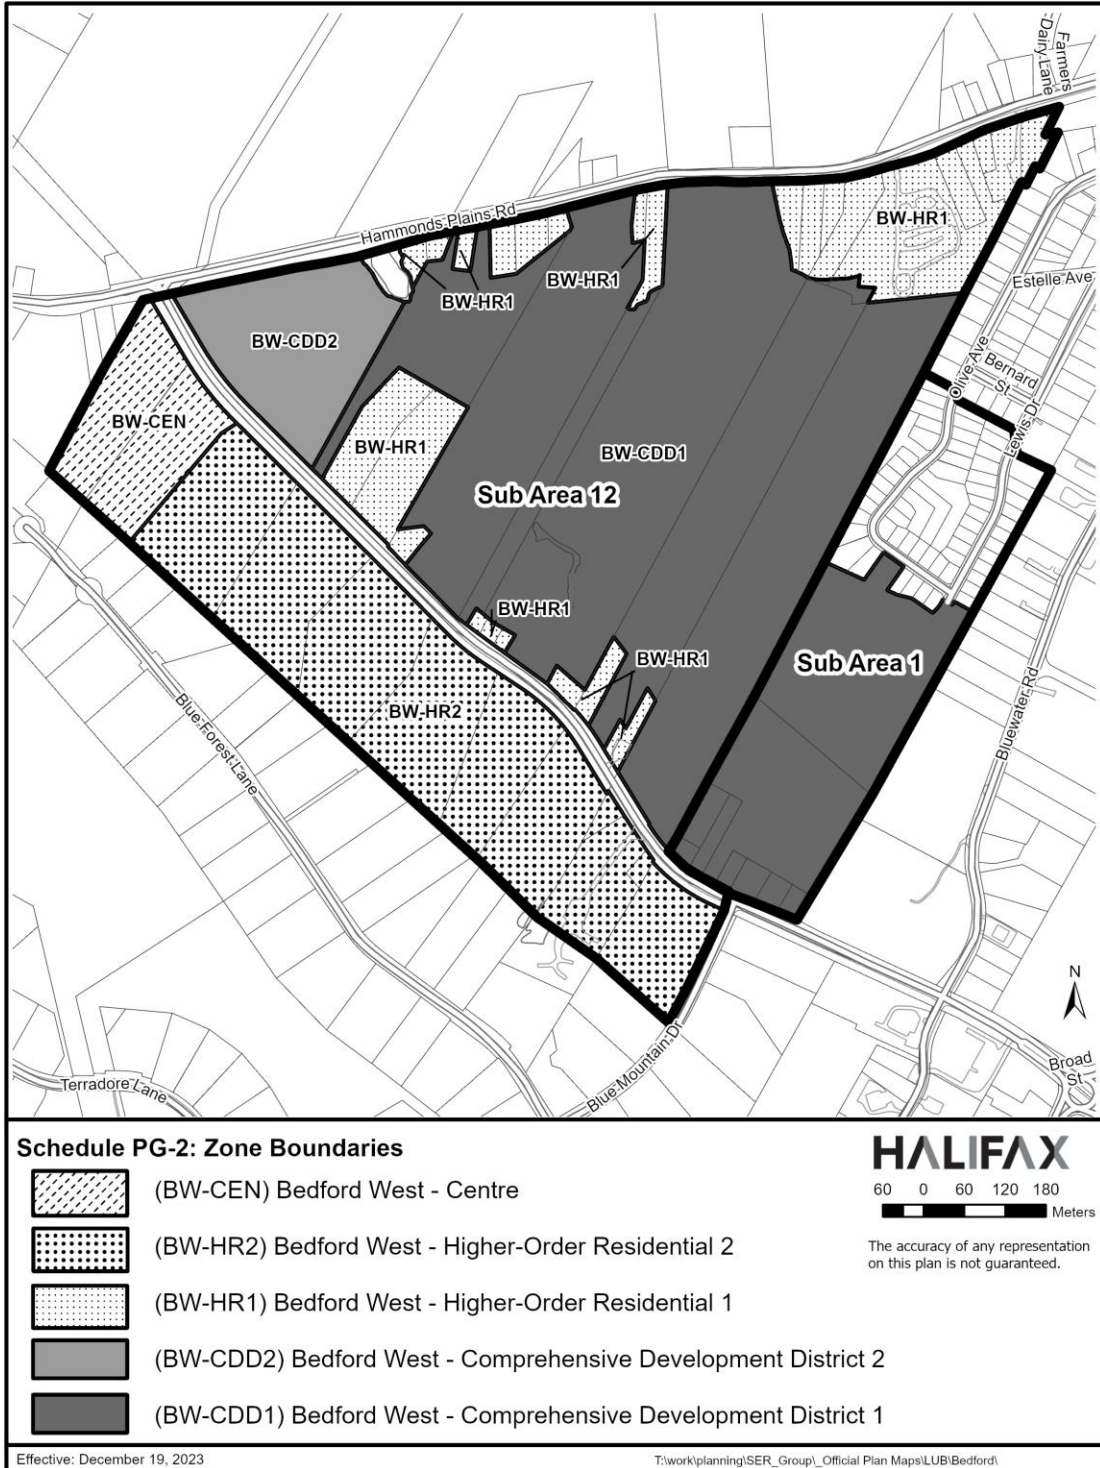 Farmers
Dairy Lane
Hammonds Plains Rd
BW-HR1
BW-HR1
BW-HR1
Estelle Ave
BW-CDD2
Olive Ave
Bernard
St
BW-CEN
Lewis Dr
BW-HR1
BW-CDD1
Sub Area 12
BW-HR1
BW-HR1
Sub Area 1
BW-HR2
Blue Forest Lane
Bluewater Rd
N
Blue Mountain Dr
Broad
St
Terradore Lane
Schedule PG-2: Zone Boundaries
(BW-CEN) Bedford West - Centre
(BW-HR2) Bedford West - Higher-Order Residential 2
(BW-HR1) Bedford West - Higher-Order Residential 1
(BW-CDD2) Bedford West - Comprehensive Development District 2
(BW-CDD1) Bedford West - Comprehensive Development District 1
HALIFAX
60 0 60 120 180
Meters
The accuracy of any representation
on this plan is not guaranteed.
Effective: December 19, 2023
T:\work\planning\SER_Group\_Official Plan Maps\LUB\Bedford\